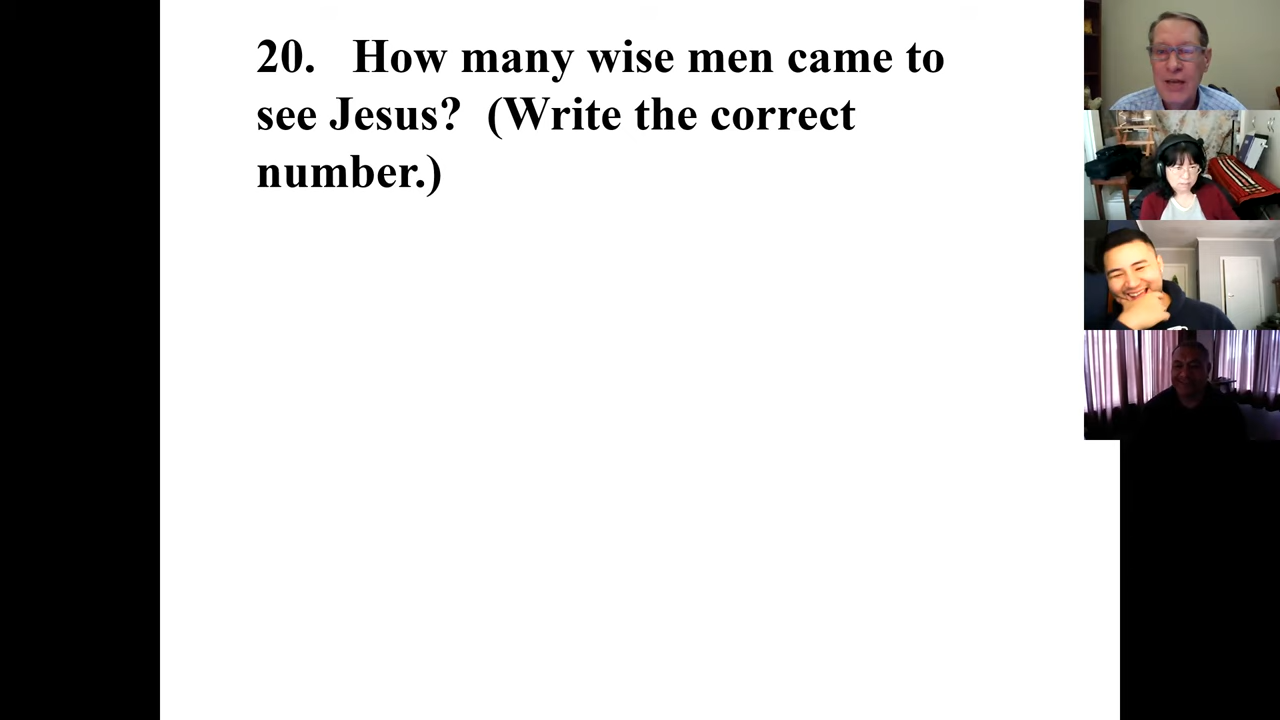 20. How many wise men came to
see Jesus? (Write the correct
number.)